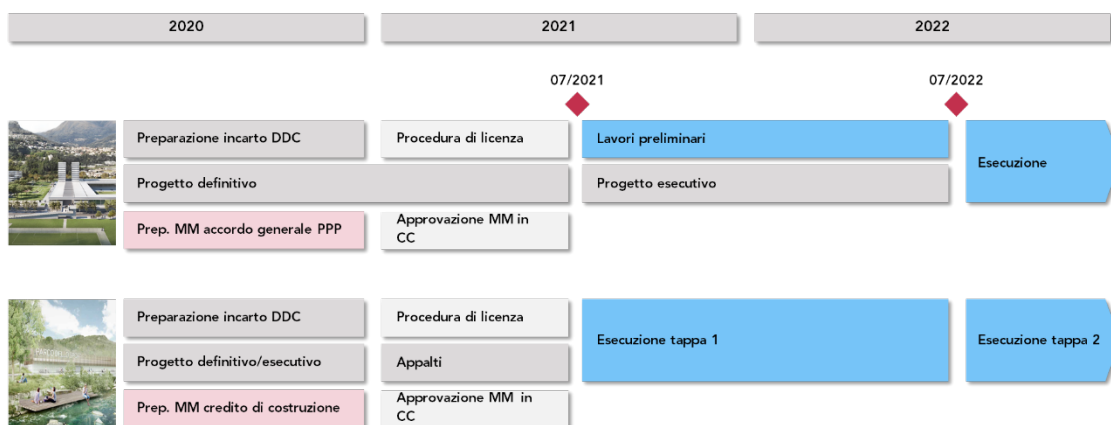 2020
2021
2022
07/2021
07/2022
Preparazione incarto DDC
Procedura di licenza
Lavori preliminari
Esecuzione
Progetto definitivo
Progetto esecutivo
Prep. MM accordo generale PPP
Approvazione MM in
CC
Preparazione incarto DDC
Procedura di licenza
Esecuzione tappa 1
Esecuzione tappa 2
Progetto definitivo/esecutivo
Appalti
Prep. MM credito di costruzione
Approvazione MM in
CC